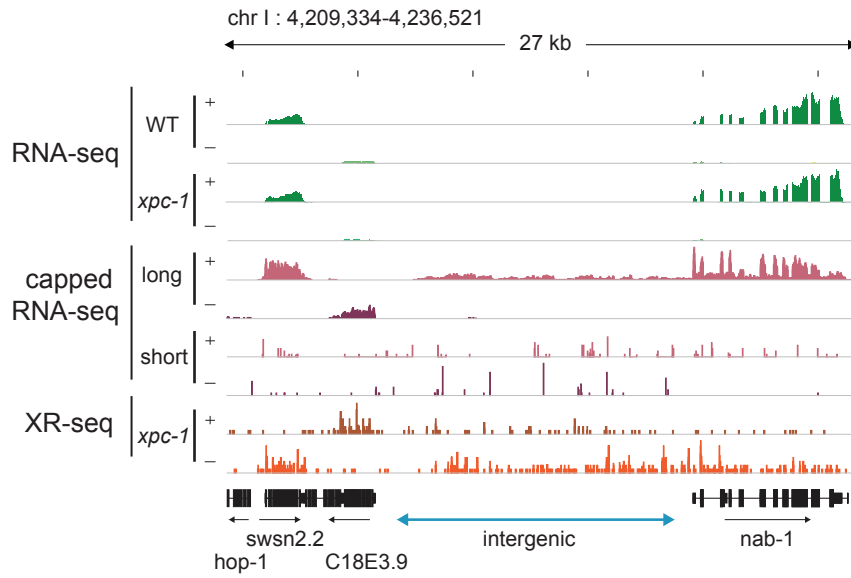 chr I : 4,209,334-4,236,521
27 kb
RNA-seq
WT
+
−
xpc-1
+
−
capped
RNA-seq
long
+
−
short
+
−
XR-seq
xpc-1
+
−
swsn2.2
intergenic
nab-1
hop-1
C18E3.9